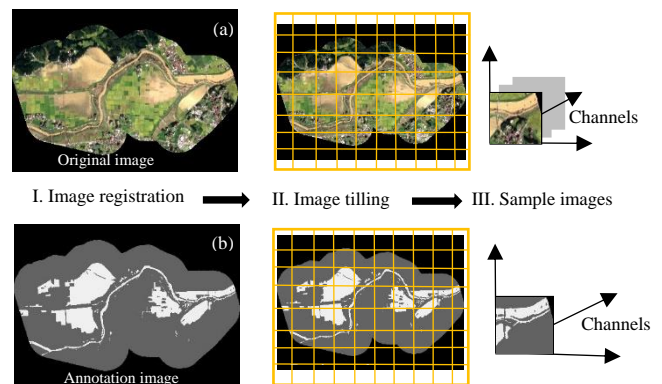 (a)
Original image
Channels
I. Image registration
II. Image tilling
III. Sample images
(b)
Annotation image
Channels